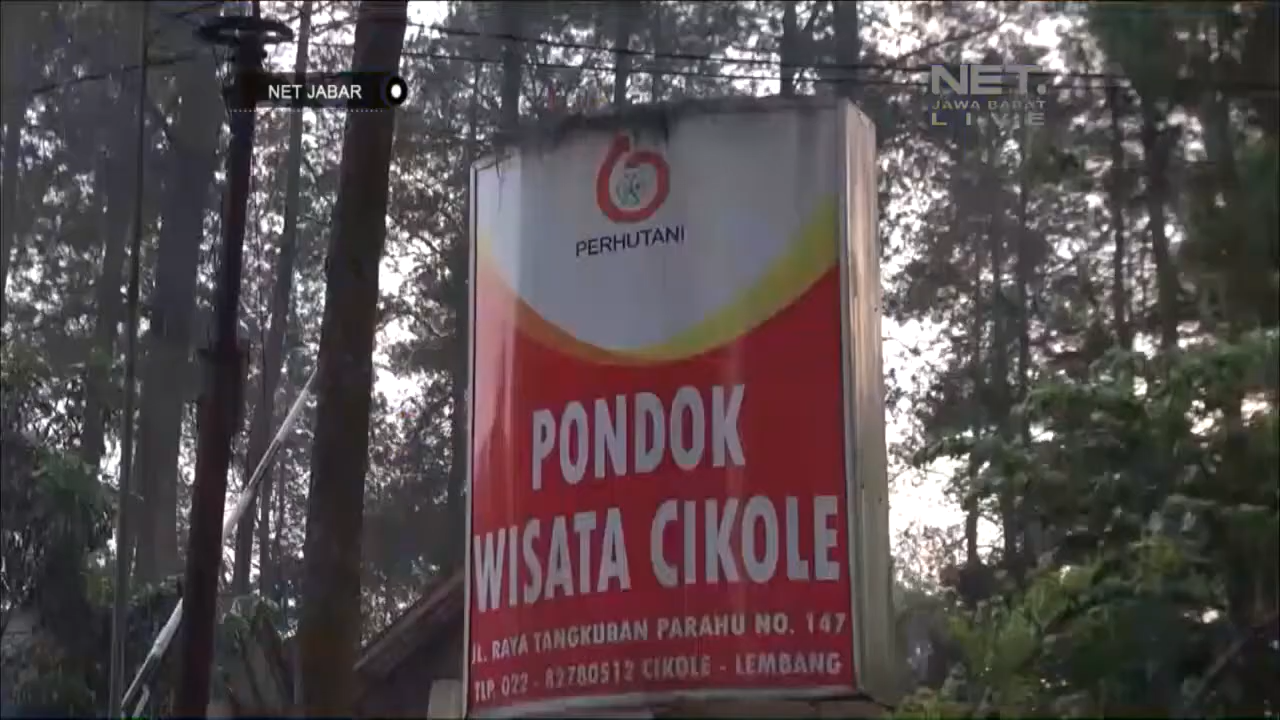 NET JABAR
NET.
JAWA BARAT
LIVE
PERHUTANI
PONDOK
WISATA CIKOLE
JL. RAYA TANGKUBAN PARAHU NO. 147
TLP. 022 - 82780512 CIKOLE - LEMBANG